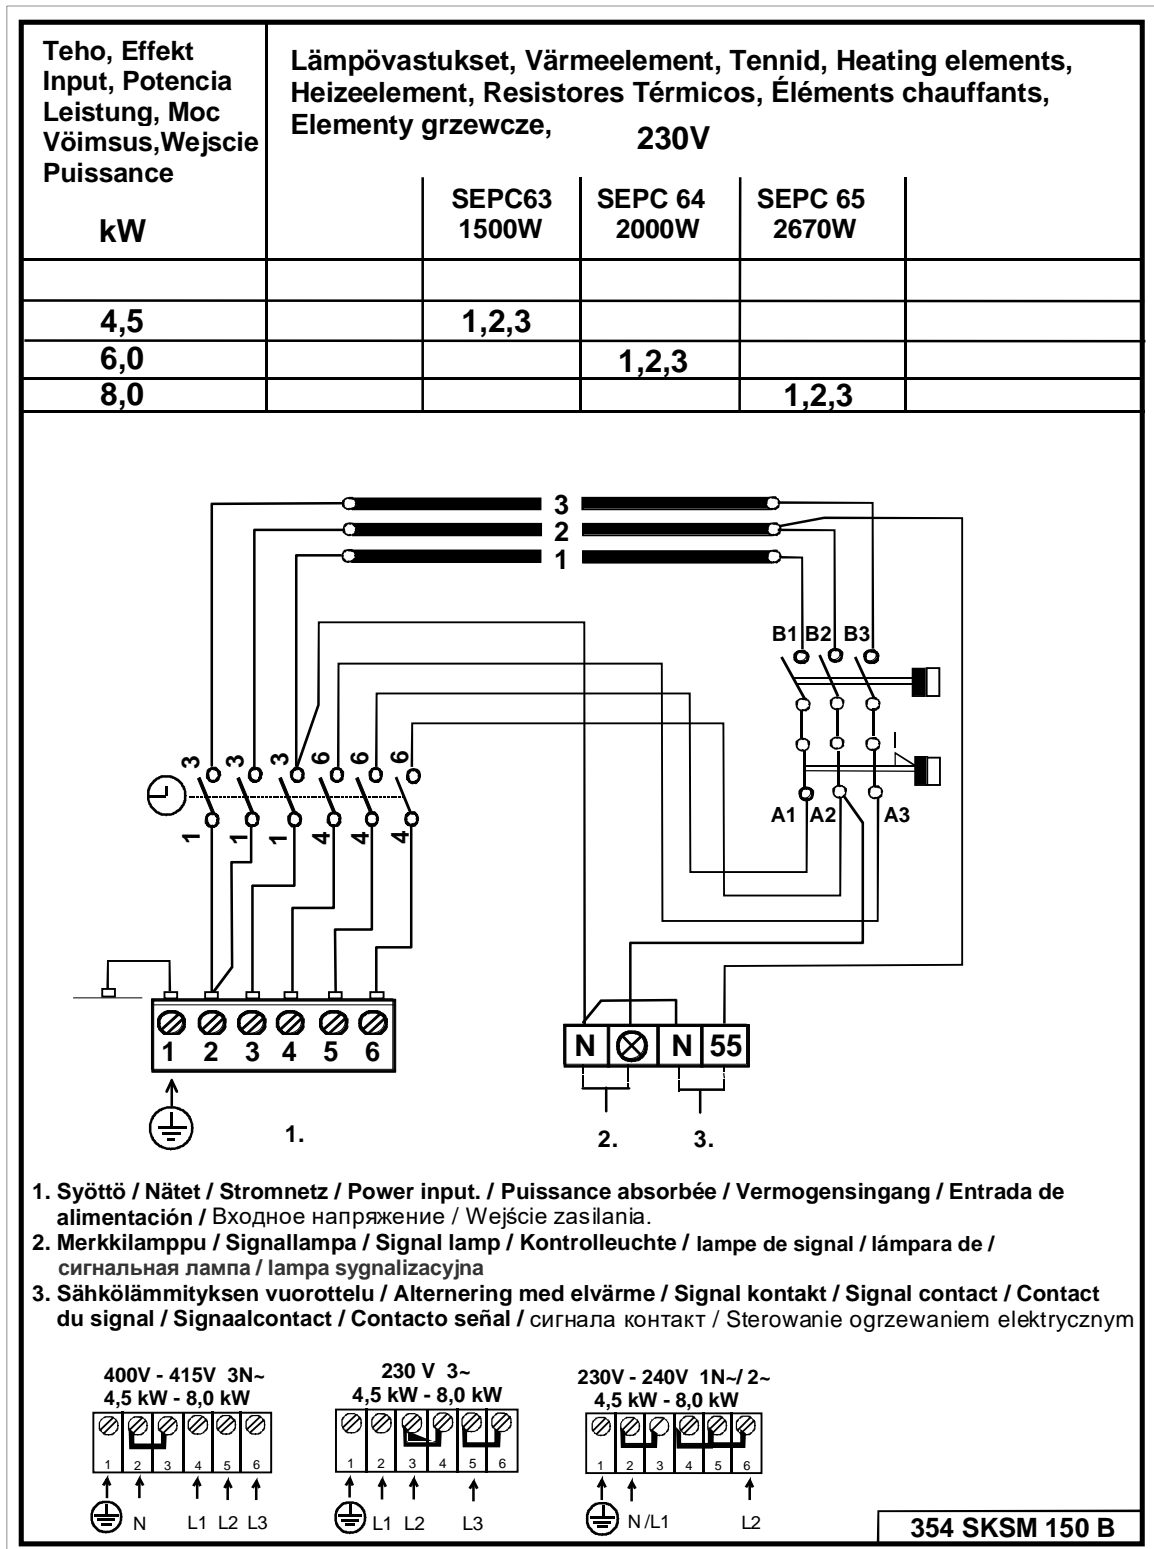 Teho, Effekt
Input, Potencia
Leistung, Moc
Vöimsus,Wejscie
Puissance
kW
Lämpövastukset, Värmeelement, Tennid, Heating elements,
Heizeelement, Resistores Térmicos, Éléments chauffants,
Elementy grzewcze, 230V
SEPC63 SEPC 64 SEPC 65
1500W 2000W 2670W
4,5 1,2,3
6,0 1,2,3
8,0 1,2,3
3
2
1
B1 B2 B3
3 3 3 6 6 6
1 1 1 4 4 4
A1 A2 A3
1 2 3 4 5 6
N N 55
1. 2. 3.
1. Syöttö / Nätet / Stromnetz / Power input. / Puissance absorbée / Vermogensingang / Entrada de
alimentación / Входное напряжение / Wejście zasilania.
2. Merkkilamppu / Signallampa / Signal lamp / Kontrolleuchte / lampe de signal / lámpara de /
сигнальная лампа / lampa sygnalizacyjna
3. Sähkölämmityksen vuorottelu / Alternering med elvärme / Signal kontakt / Signal contact / Contact
du signal / Signaalcontact / Contacto señal / сигнала контакт / Sterowanie ogrzewaniem elektrycznym
400V - 415V 3N~
4,5 kW - 8,0 kW
1 2 3 4 5 6
N L1 L2 L3
230 V 3~
4,5 kW - 8,0 kW
1 2 3 4 5 6
L1 L2 L3
230V - 240V 1N~/ 2~
4,5 kW - 8,0 kW
1 2 3 4 5 6
N /L1 L2
354 SKSM 150 B